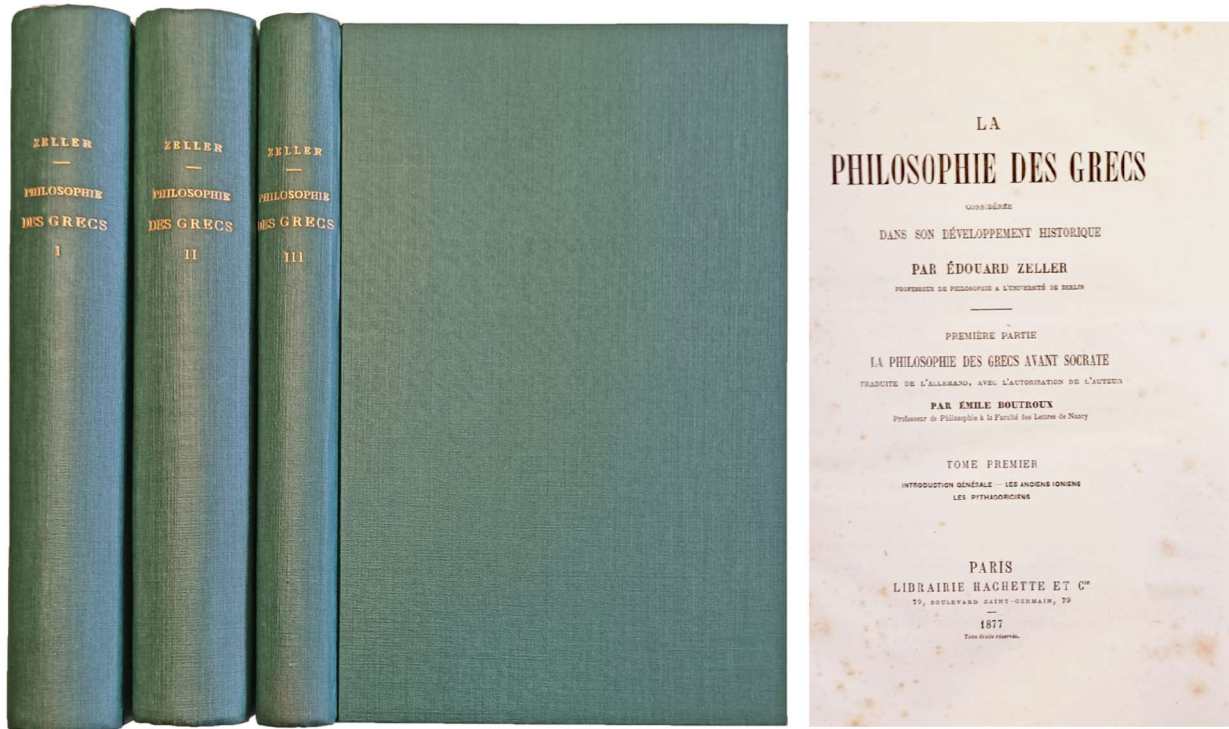 ZELLER
PHILOSOPHIE
DES GRECS
I
ZELLER
PHILOSOPHIE
DES GRECS
II
ZELLER
PHILOSOPHIE
DES GRECS
III
LA
PHILOSOPHIE DES GRECS
CONSIDÉRÉE
DANS SON DÉVELOPPEMENT HISTORIQUE
PAR ÉDOUARD ZELLER
PROFESSEUR DE PHILOSOPHIE A L'UNIVERSITÉ DE BERLIN
PREMIÈRE PARTIE
LA PHILOSOPHIE DES GRECS AVANT SOCRATE
TRADUITE DE L'ALLEMAND, AVEC L'AUTORISATION DE L'AUTEUR
PAR ÉMILE BOUTROUX
Professeur de Philosophie à la Faculté des Lettres de Nancy
TOME PREMIER
INTRODUCTION GÉNÉRALE — LES ANCIENS IONIENS
LES PYTHAGORICIENS
PARIS
LIBRAIRIE HACHETTE ET Cie
79, BOULEVARD SAINT-GERMAIN, 79
1877
Tous droits réservés.